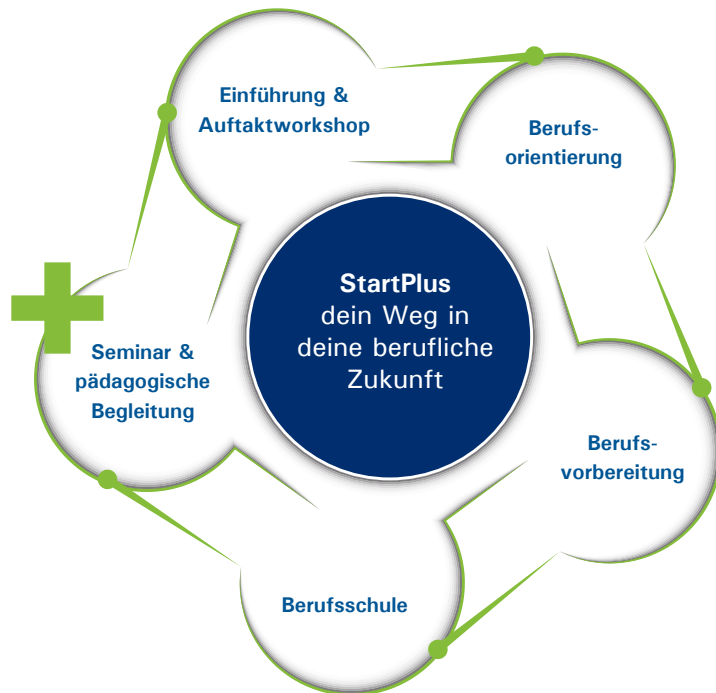 Einführung &
Auftaktworkshop
Berufs-
orientierung
StartPlus
dein Weg in
deine berufliche
Zukunft
Seminar &
pädagogische
Begleitung
Berufs-
vorbereitung
Berufsschule